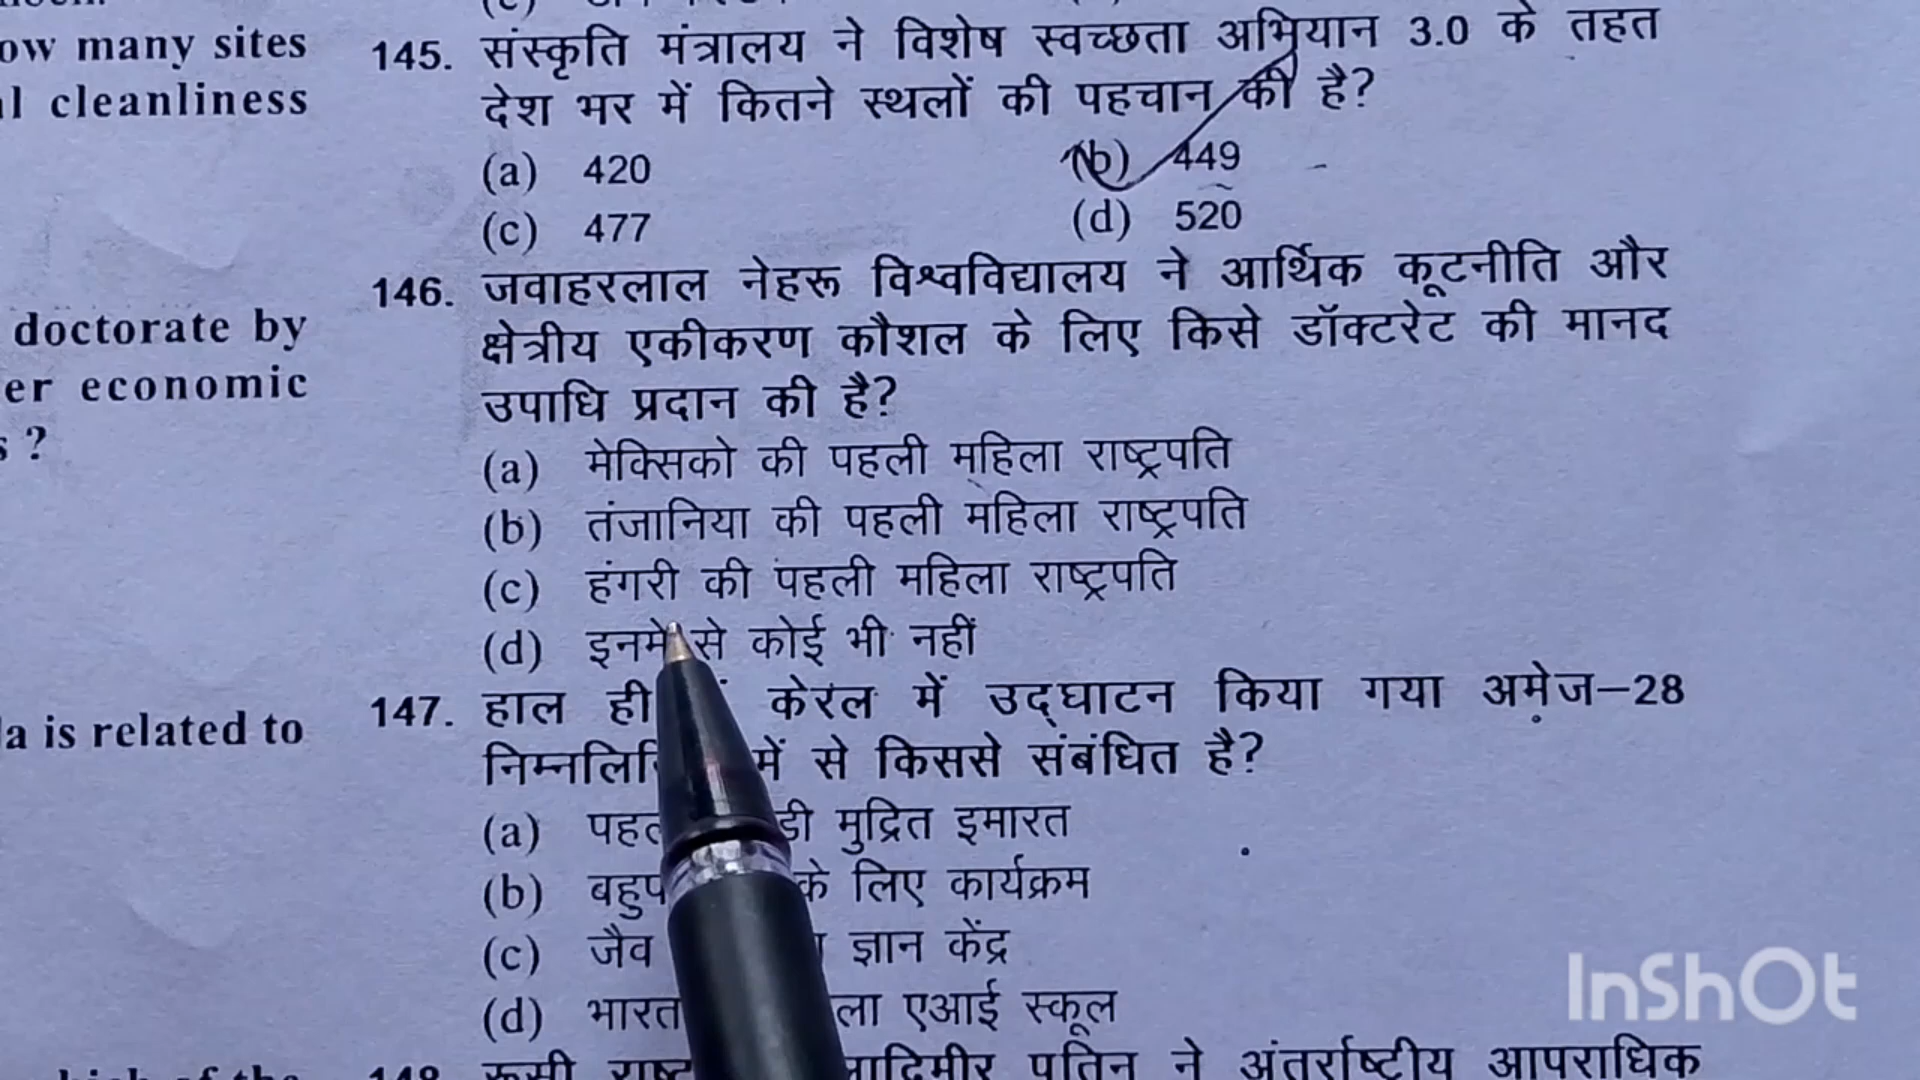 ow many sites
l cleanliness
doctorate by
er economic
s ?
a is related to
145. संस्कृति मंत्रालय ने विशेष स्वच्छता अभियान 3.0 के तहत
देश भर में कितने स्थलों की पहचान की है?
(a) 420 (b) 449
(c) 477 (d) 520
146. जवाहरलाल नेहरू विश्वविद्यालय ने आर्थिक कूटनीति और
क्षेत्रीय एकीकरण कौशल के लिए किसे डॉक्टरेट की मानद
उपाधि प्रदान की है?
(a) मेक्सिको की पहली महिला राष्ट्रपति
(b) तंजानिया की पहली महिला राष्ट्रपति
(c) हंगरी की पहली महिला राष्ट्रपति
(d) इनमे से कोई भी नहीं
147. हाल ही केरल में उद्घाटन किया गया अमेज–28
में से किससे संबंधित है?
(a) मुद्रित इमारत
(b) के लिए कार्यक्रम
(c) जैव ज्ञान केंद्र
(d) भारत एआई स्कूल
148. रूसी पुतिन ने अंतर्राष्ट्रीय आपराधिक
InShOt